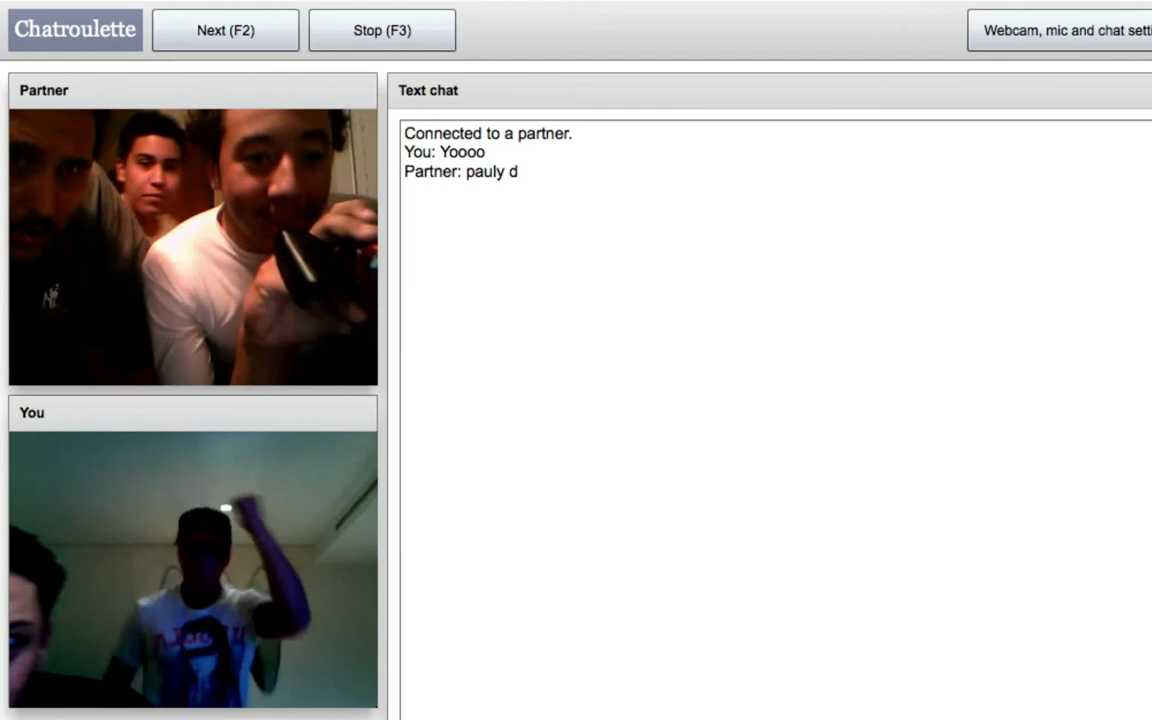 Chatroulette
Next (F2)
Stop (F3)
Webcam, mic and chat setti
Partner
Text chat
Connected to a partner.
You: Yoooo
Partner: pauly d
You